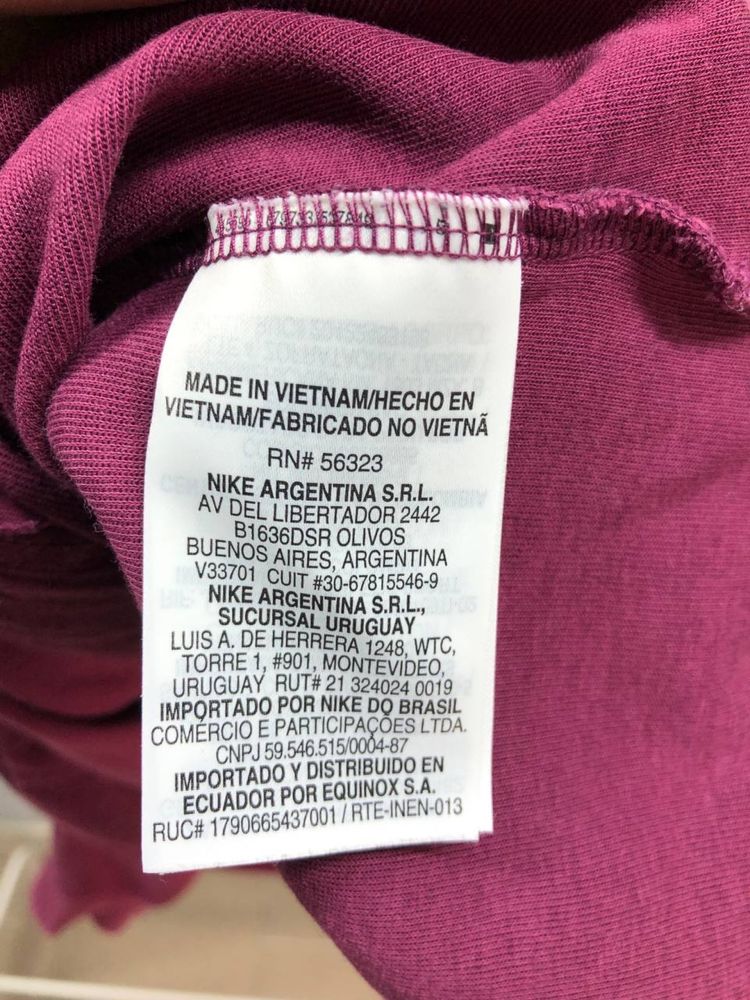 MADE IN VIETNAM/HECHO EN
VIETNAM/FABRICADO NO VIETNÃ
RN# 56323
NIKE ARGENTINA S.R.L.
AV DEL LIBERTADOR 2442
B1636DSR OLIVOS
BUENOS AIRES, ARGENTINA
V33701 CUIT #30-67815546-9
NIKE ARGENTINA S.R.L.,
SUCURSAL URUGUAY
LUIS A. DE HERRERA 1248, WTC,
TORRE 1, #901, MONTEVIDEO,
URUGUAY RUT# 21 324024 0019
IMPORTADO POR NIKE DO BRASIL
COMÉRCIO E PARTICIPAÇÕES LTDA.
CNPJ 59.546.515/0004-87
IMPORTADO Y DISTRIBUIDO EN
ECUADOR POR EQUINOX S.A.
RUC# 1790665437001 / RTE-INEN-013